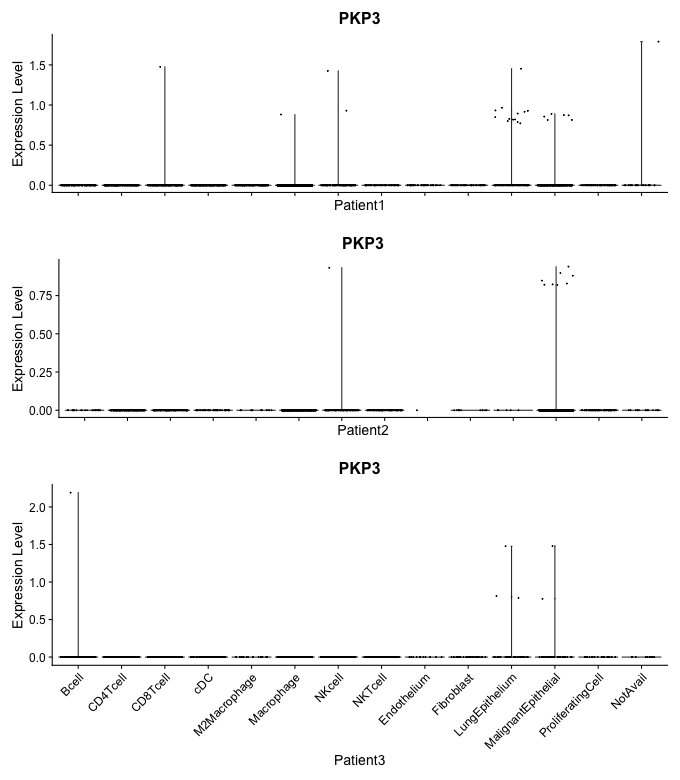 PKP3
Expression Level
1.5
1.0
0.5
0.0
Patient1
PKP3
Expression Level
0.75
0.50
0.25
0.00
Patient2
PKP3
Expression Level
2.0
1.5
1.0
0.5
0.0
Bcell
CD4Tcell
CD8Tcell
cDC
M2Macrophage
Macrophage
NKcell
NKTcell
Endothelium
Fibroblast
LungEpithelium
MalignantEpithelial
ProliferatingCell
NotAvail
Patient3